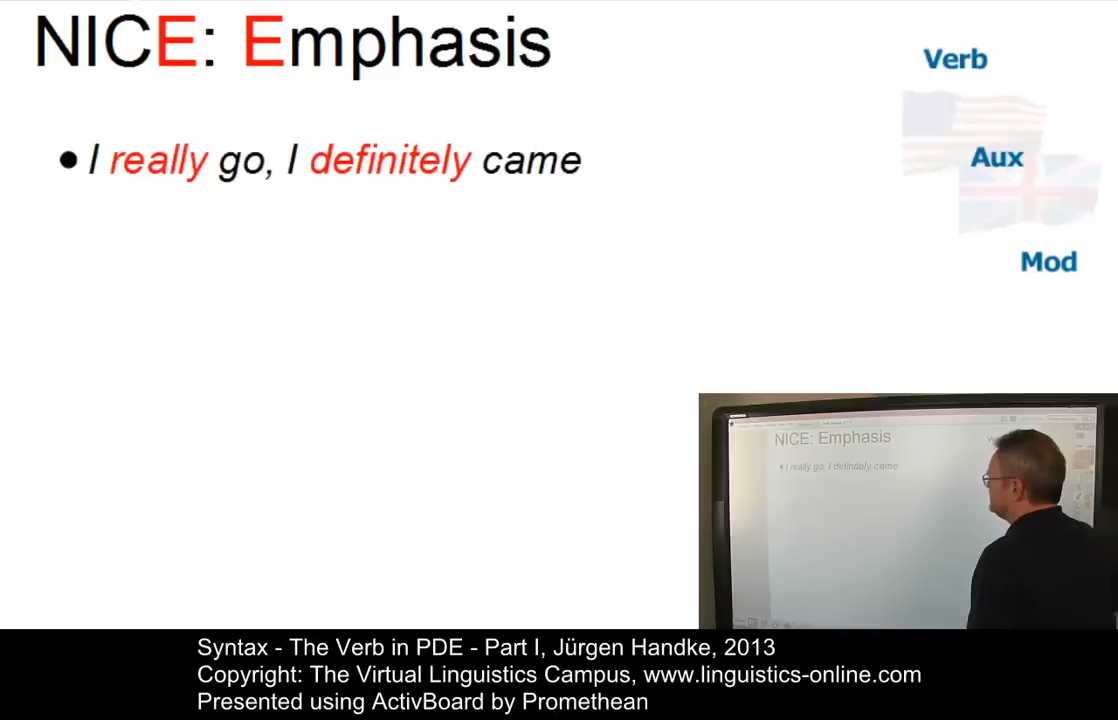 NICE: Emphasis
Verb
Aux
• I really go, I definitely came
Mod
NICE: Emphasis
• I really go, I definitely came
Syntax - The Verb in PDE - Part I, Jürgen Handke, 2013
Copyright: The Virtual Linguistics Campus, www.linguistics-online.com
Presented using ActivBoard by Promethean